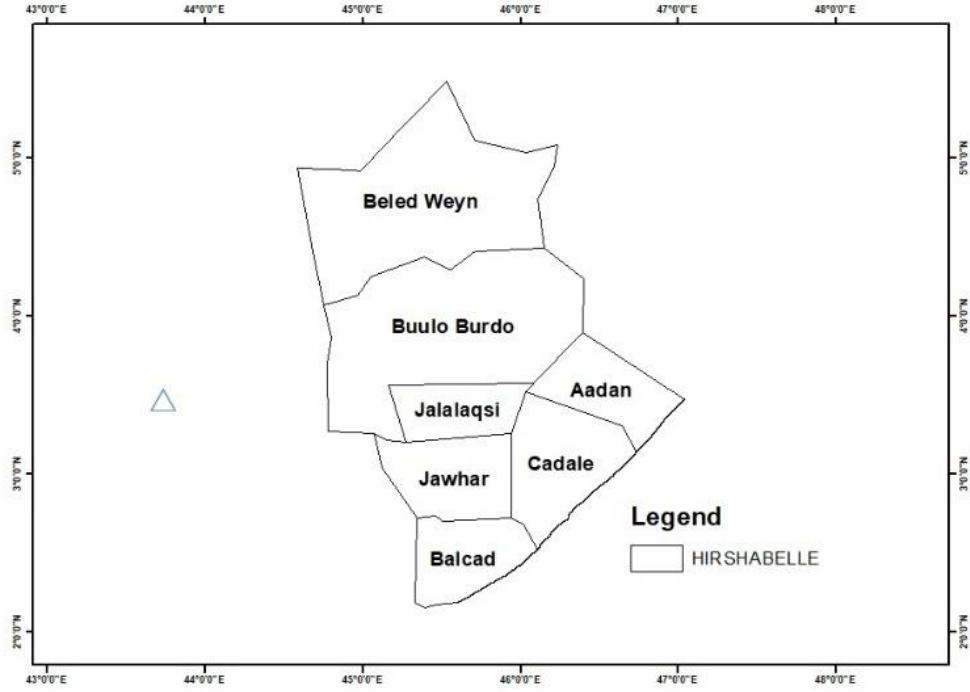 43°0'0"E 44°0'0"E 45°0'0"E 46°0'0"E 47°0'0"E 48°0'0"E
5°0'0"N 5°0'0"N
Beled Weyn
4°0'0"N 4°0'0"N
Buulo Burdo
Aadan
Jalalaqsi
Cadale
Jawhar
3°0'0"N 3°0'0"N
Legend
Balcad
HIRSHABELLE
2°0'0"N 2°0'0"N
43°0'0"E 44°0'0"E 45°0'0"E 46°0'0"E 47°0'0"E 48°0'0"E